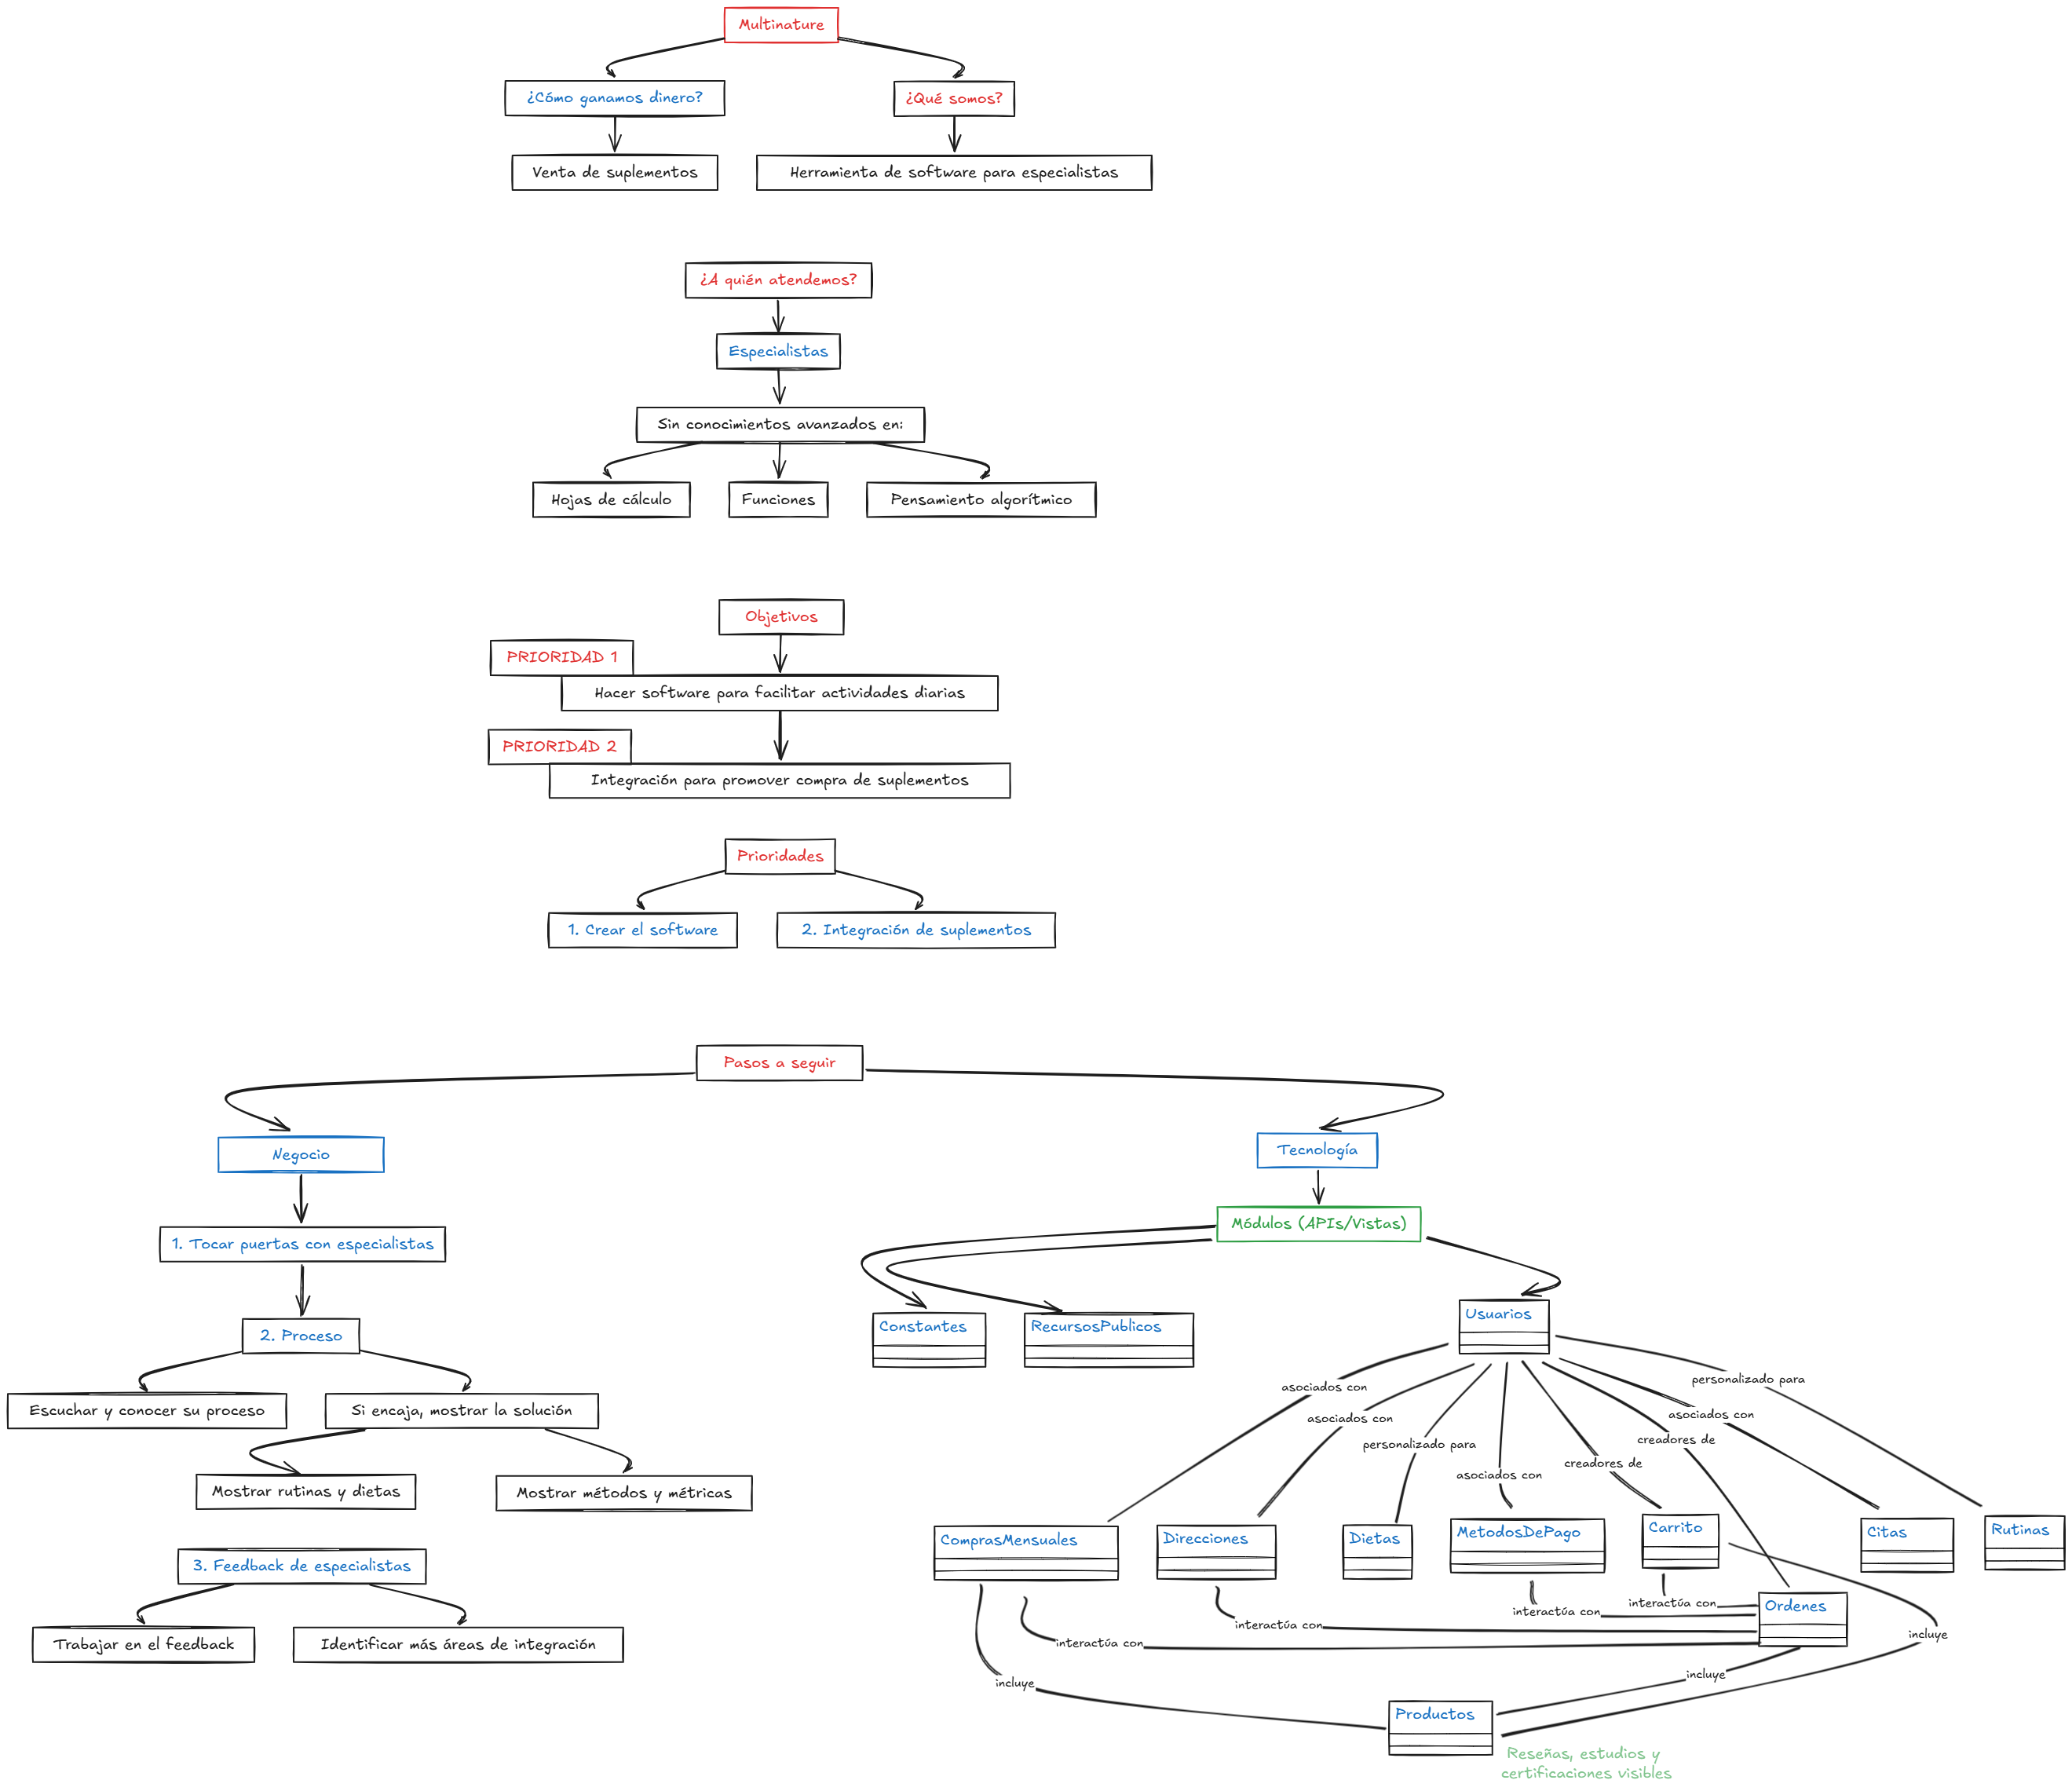 Multinature
¿Cómo ganamos dinero?
¿Qué somos?
Venta de suplementos
Herramienta de software para especialistas
¿A quién atendemos?
Especialistas
Sin conocimientos avanzados en:
Hojas de cálculo
Funciones
Pensamiento algorítmico
Objetivos
PRIORIDAD 1
Hacer software para facilitar actividades diarias
PRIORIDAD 2
Integración para promover compra de suplementos
Prioridades
1. Crear el software
2. Integración de suplementos
Pasos a seguir
Negocio
Tecnología
1. Tocar puertas con especialistas
Módulos (APIs/Vistas)
2. Proceso
Constantes
RecursosPublicos
Usuarios
Escuchar y conocer su proceso
Si encaja, mostrar la solución
Mostrar rutinas y dietas
Mostrar métodos y métricas
3. Feedback de especialistas
Trabajar en el feedback
Identificar más áreas de integración
asociados con
asociados con
personalizado para
asociados con
creadores de
creadores de
asociados con
personalizado para
ComprasMensuales
Direcciones
Dietas
MetodosDePago
Carrito
Citas
Rutinas
Ordenes
interactúa con
interactúa con
interactúa con
interactúa con
incluye
incluye
incluye
Productos
Reseñas, estudios y
certificaciones visibles